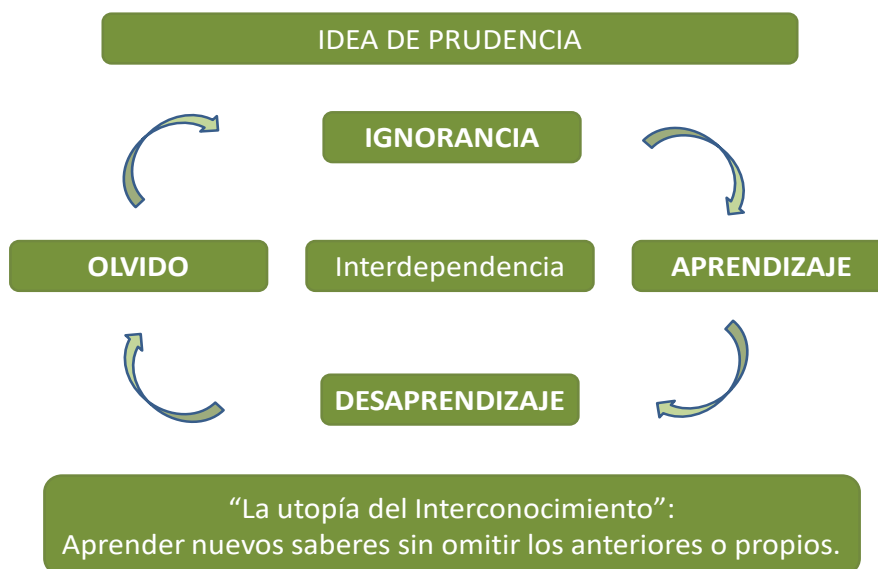 IDEA DE PRUDENCIA
IGNORANCIA
OLVIDO
Interdependencia
APRENDIZAJE
DESAPRENDIZAJE
“La utopía del Interconocimiento”:
Aprender nuevos saberes sin omitir los anteriores o propios.